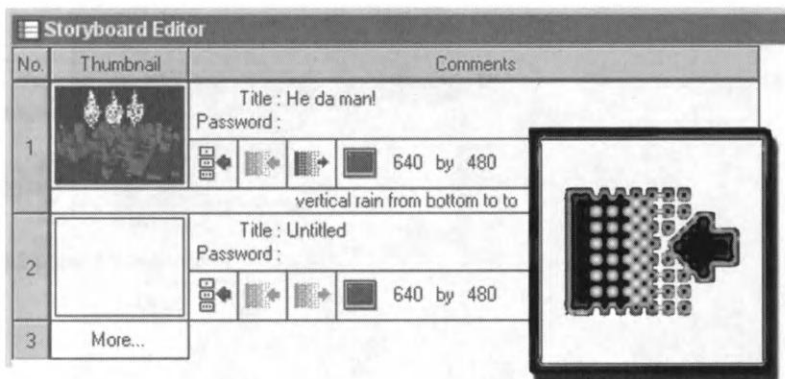 Storyboard Editor
No. Thumbnail Comments
1
Title : He da man!
Password :
640 by 480
vertical rain from bottom to to
2
Title : Untitled
Password :
640 by 480
3 More...